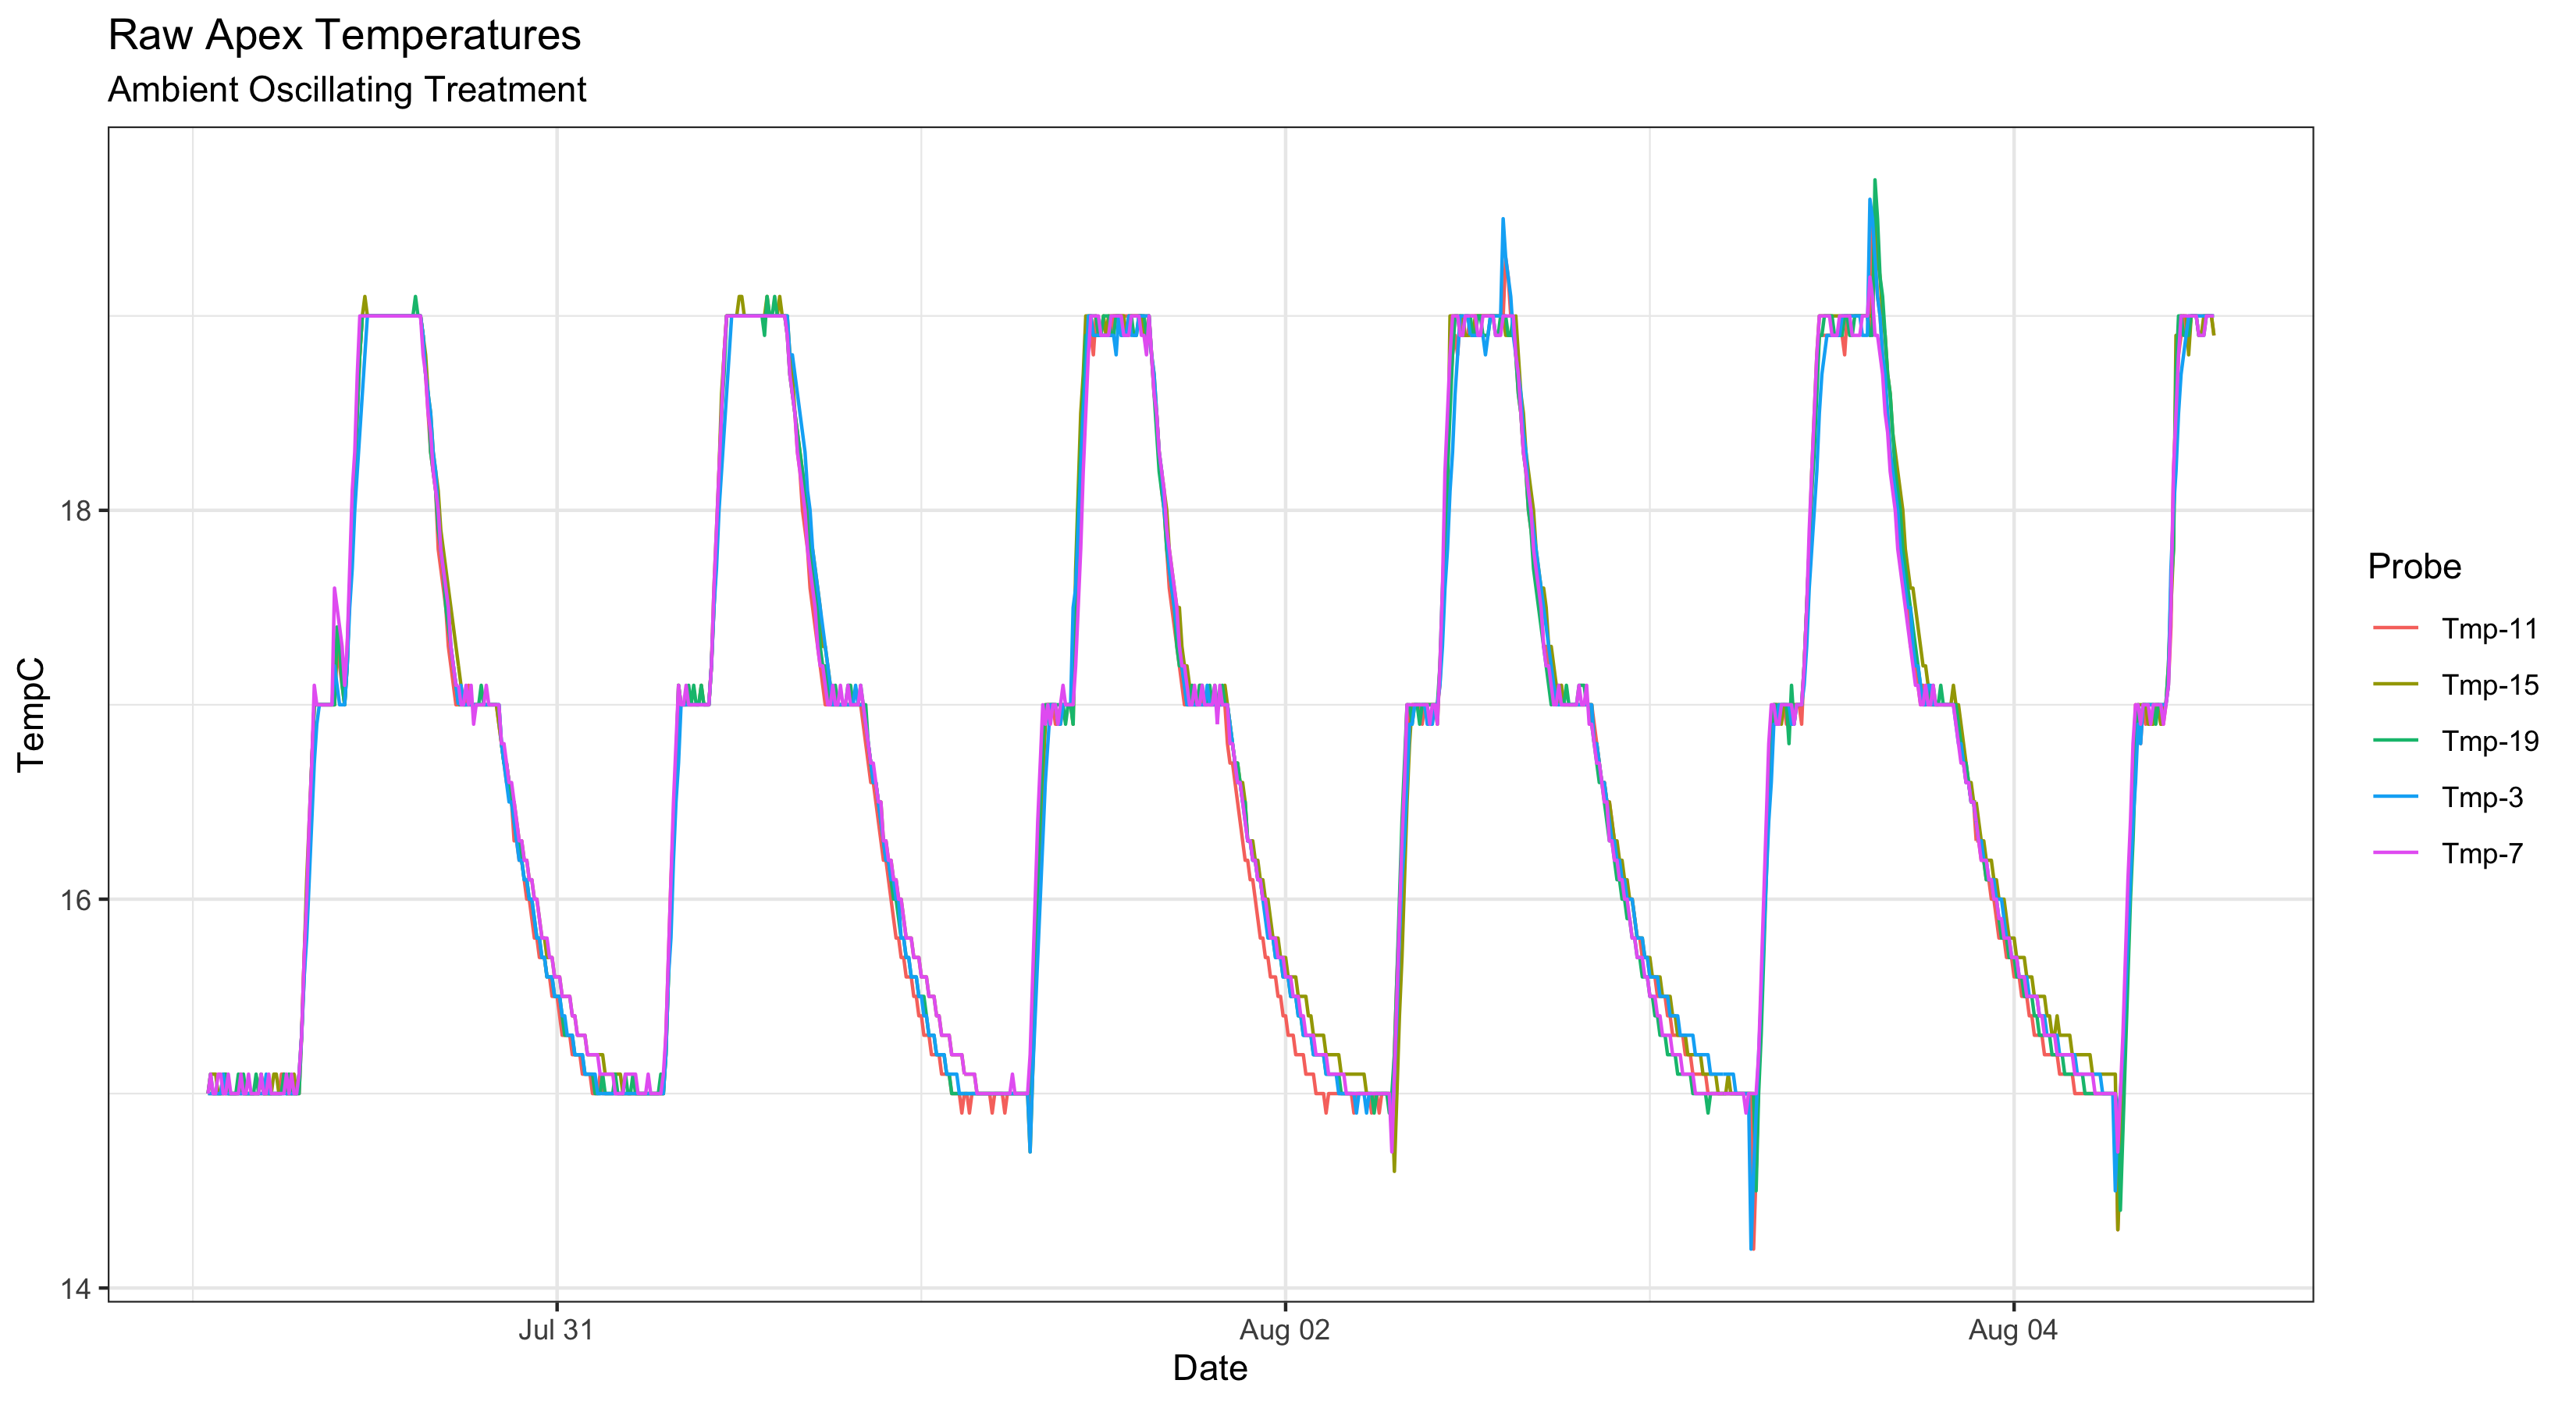 Raw Apex Temperatures
Ambient Oscillating Treatment
TempC
18
16
14
Jul 31
Aug 02
Aug 04
Date
Probe
Tmp-11
Tmp-15
Tmp-19
Tmp-3
Tmp-7